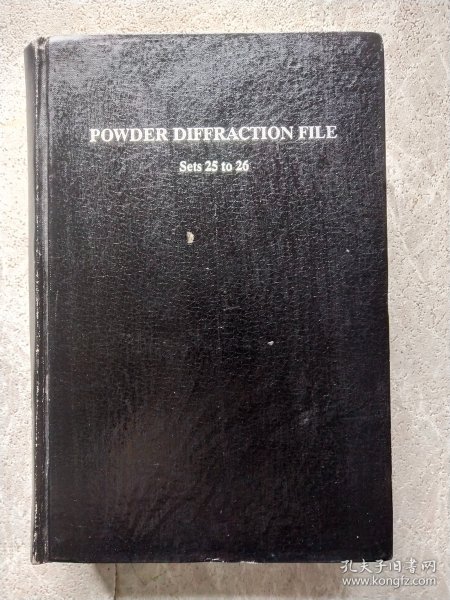 POWDER DIFFRACTION FILE
Sets 25 to 26
孔夫子旧书网
www.kongfz.com